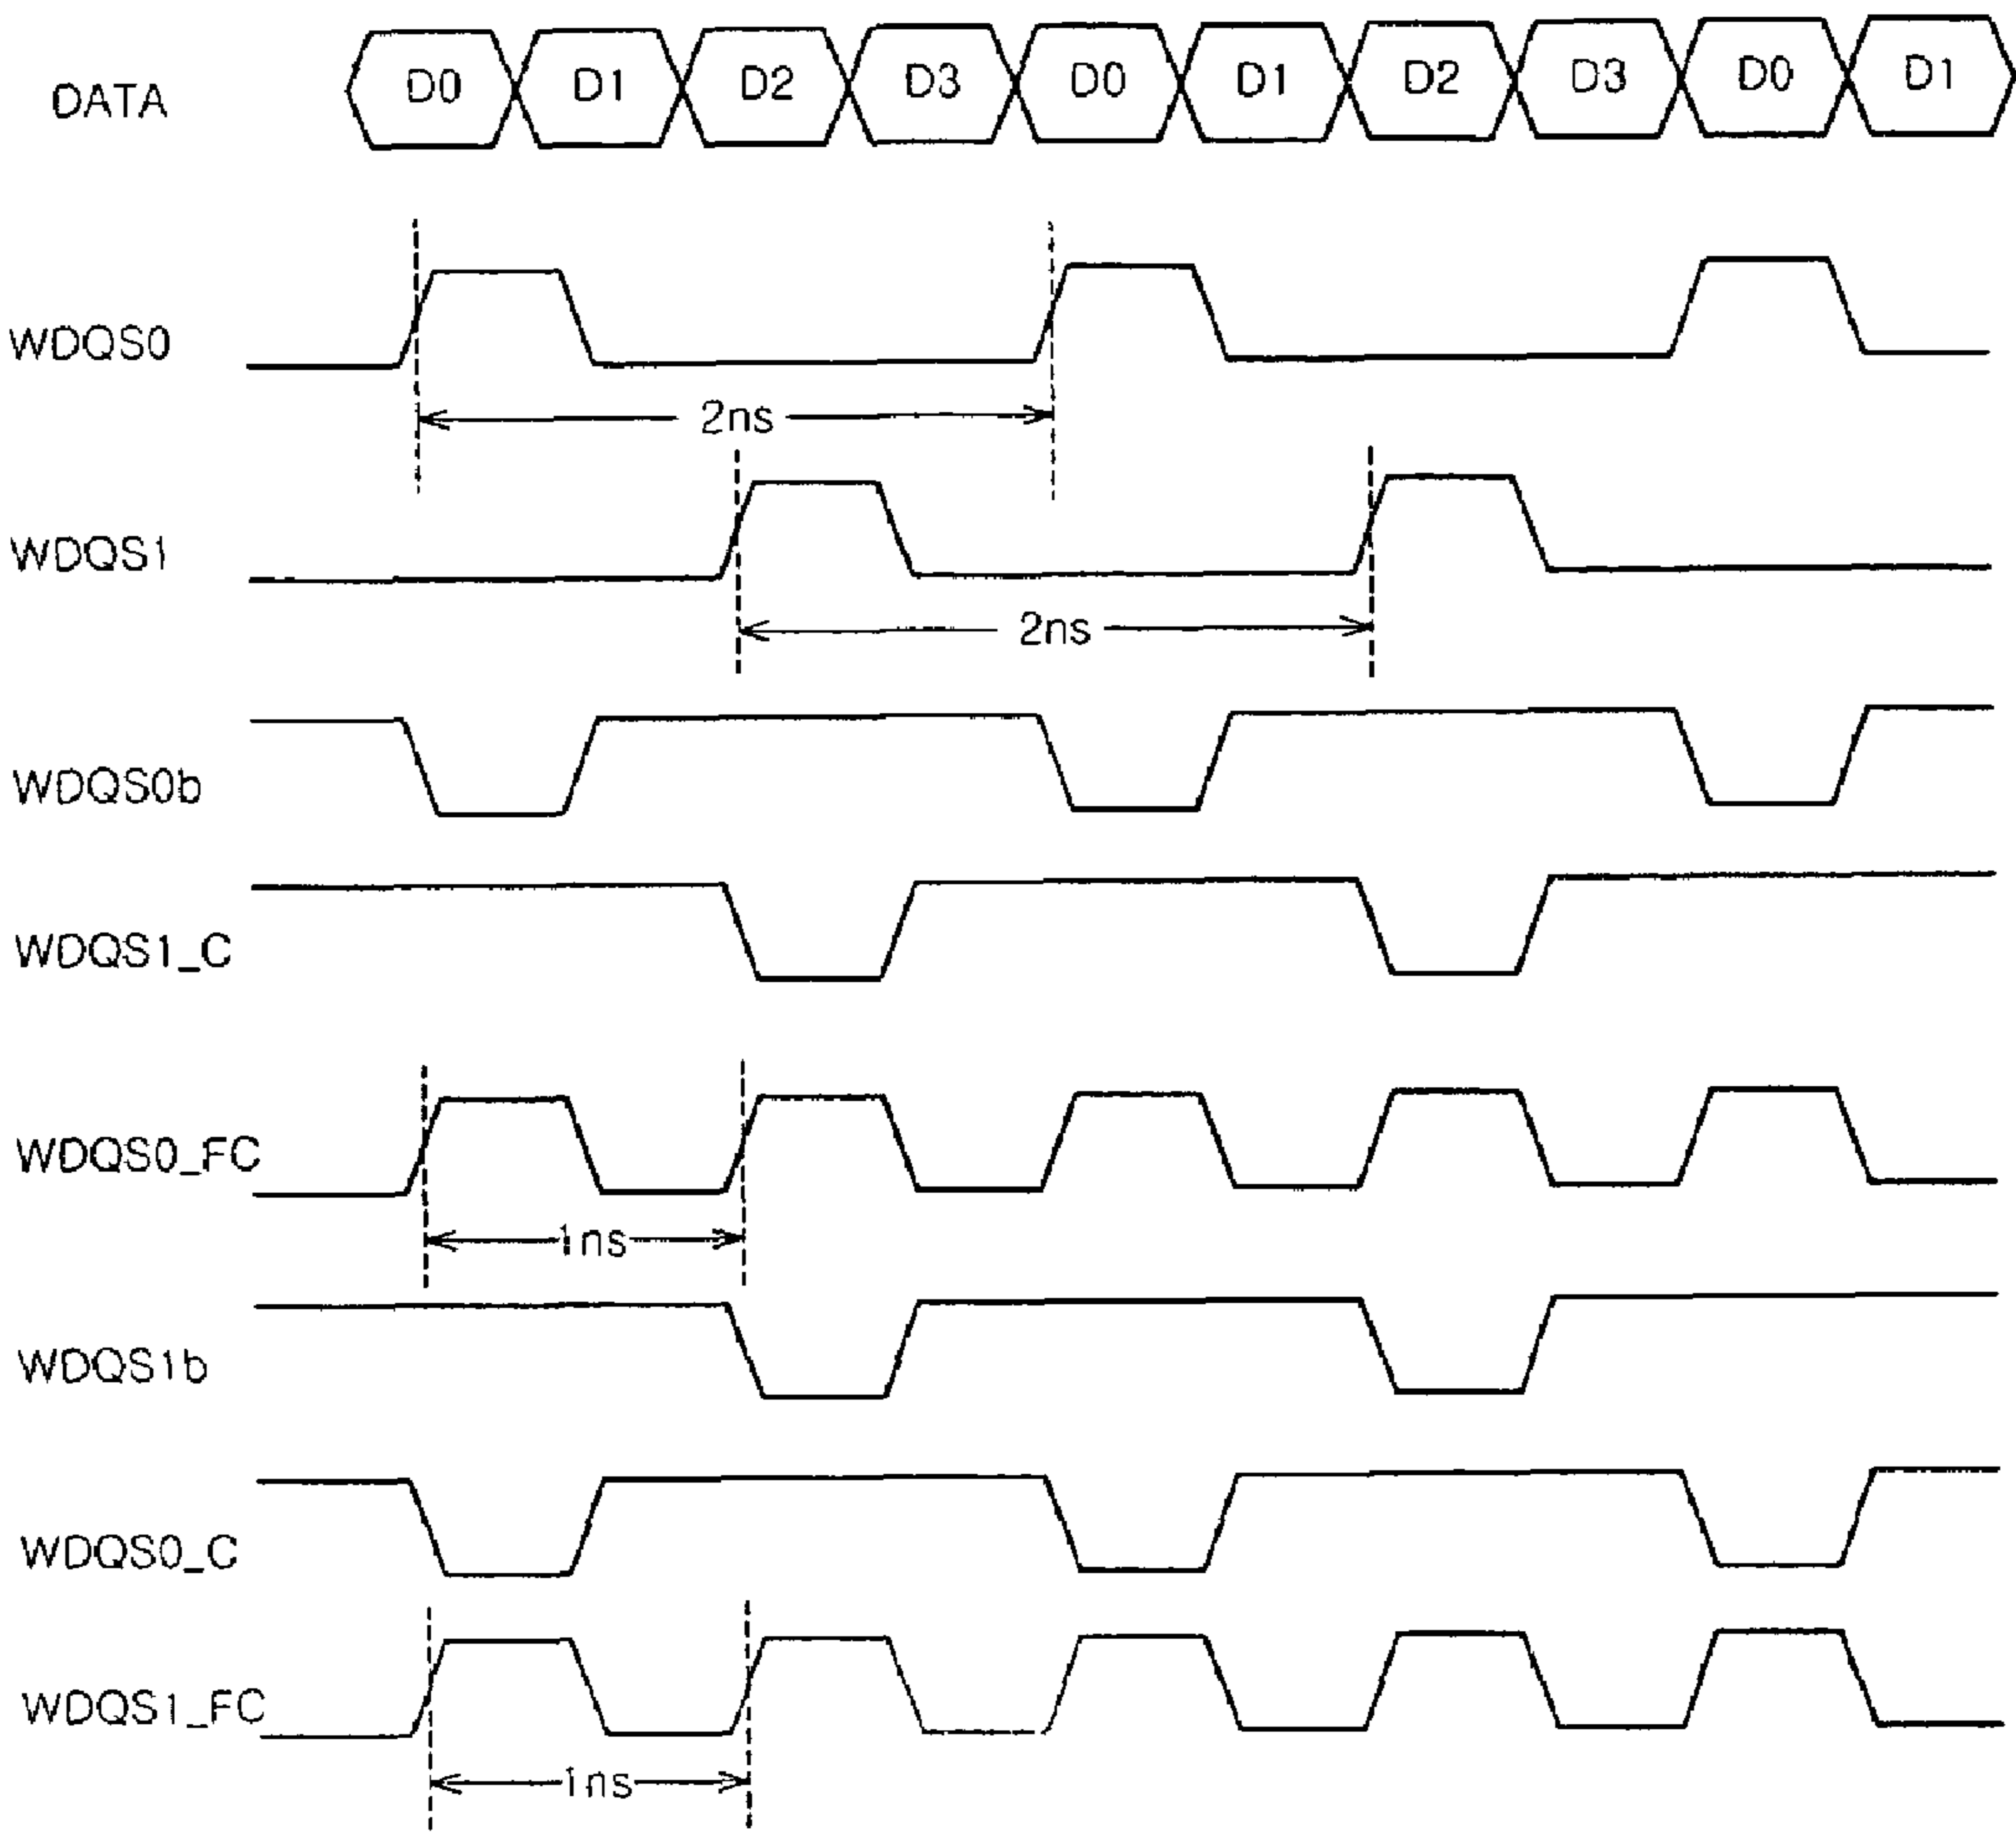 DATA D0 D1 D2 D3 D0 D1 D2 D3 D0 D1
WDQS0
2ns
WDQS1
2ns
WDQS0b
WDQS1_C
WDQS0_FC
1ns
WDQS1b
WDQS0_C
WDQS1_FC
1ns